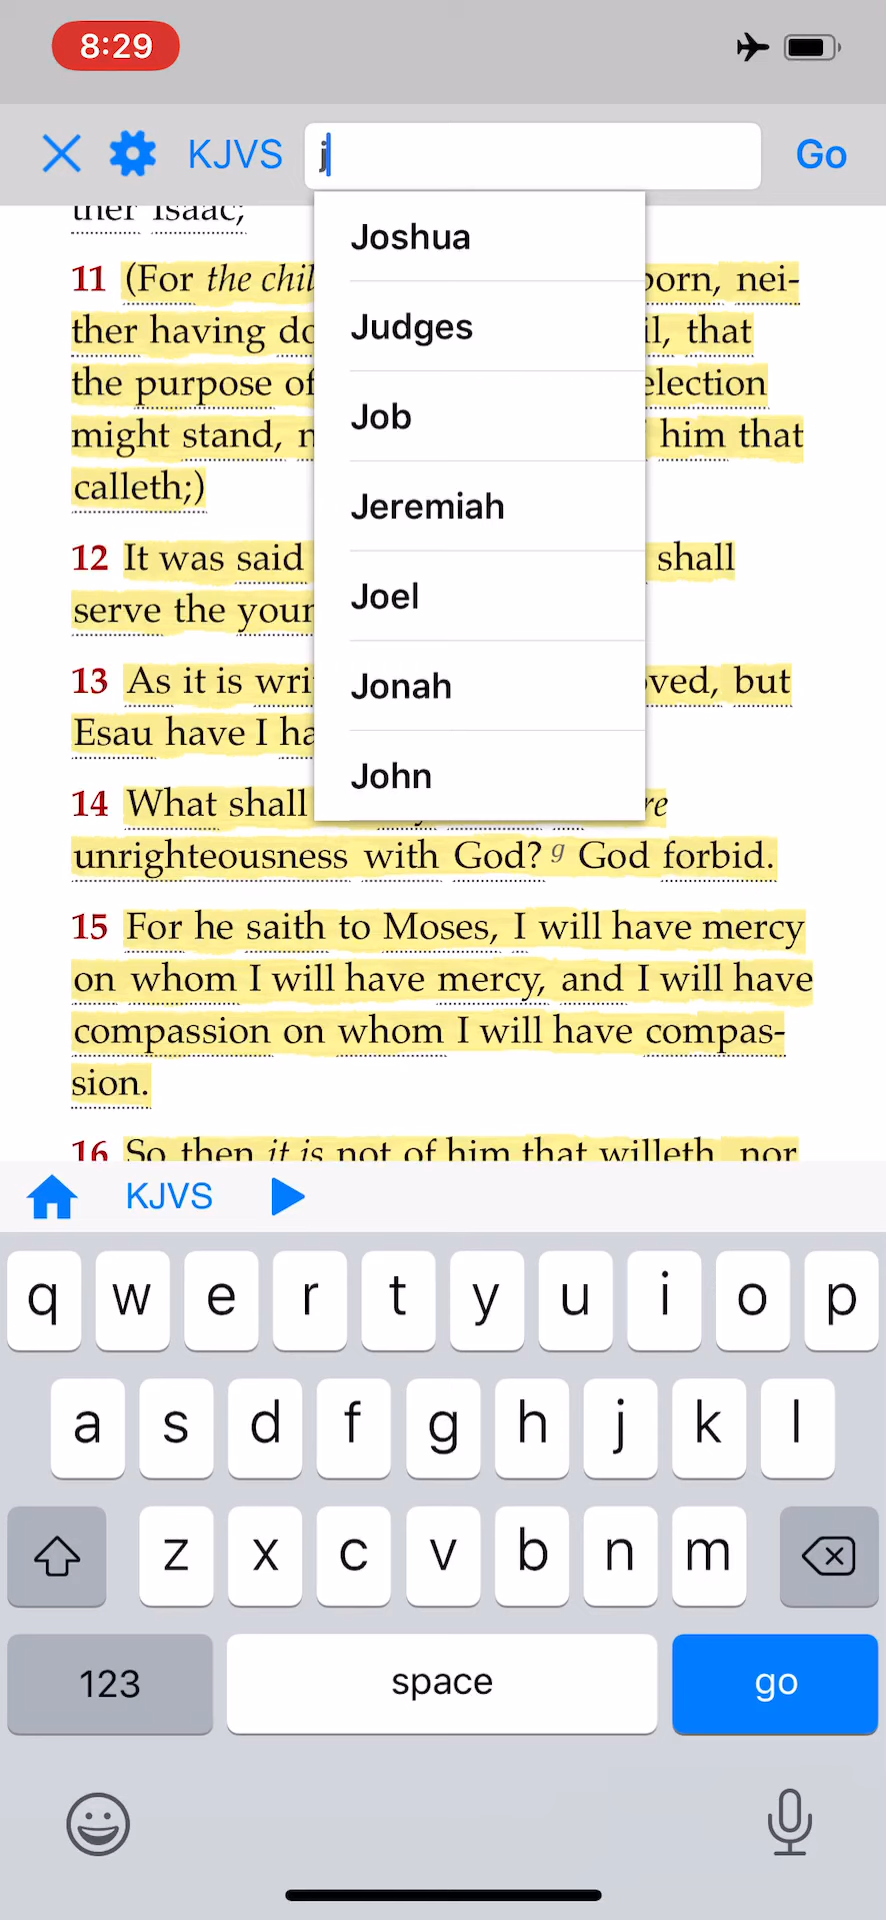 8:29
KJVS j Go
ther Isaac;
Joshua
Judges
Job
Jeremiah
Joel
Jonah
John
11 (For the chil born, nei-
ther having do il, that
the purpose of election
might stand, n him that
calleth;)
12 It was said shall
serve the your
13 As it is wri ved, but
Esau have I ha
14 What shall re
unrighteousness with God? g God forbid.
15 For he saith to Moses, I will have mercy
on whom I will have mercy, and I will have
compassion on whom I will have compas-
sion.
16 So then it is not of him that willeth, nor
KJVS
q w e r t y u i o p
a s d f g h j k l
z x c v b n m
123 space go